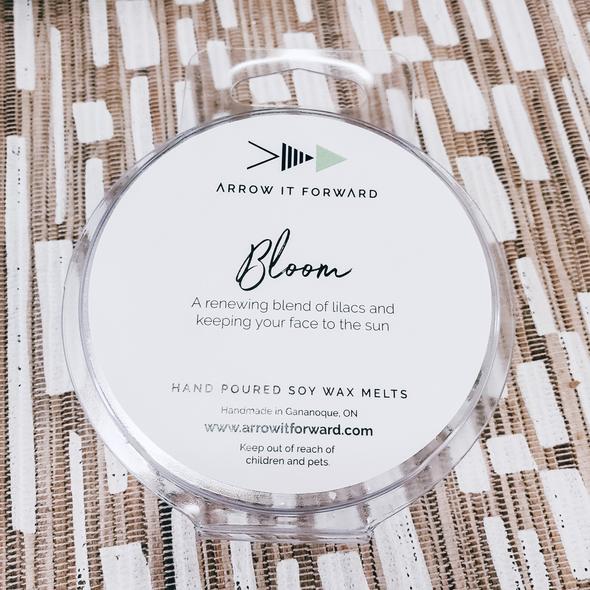 ARROW IT FORWARD
Bloom
A renewing blend of lilacs and
keeping your face to the sun
HAND POURED SOY WAX MELTS
Handmade in Gananoque, ON
www.arrowitforward.com
Keep out of reach of
children and pets.